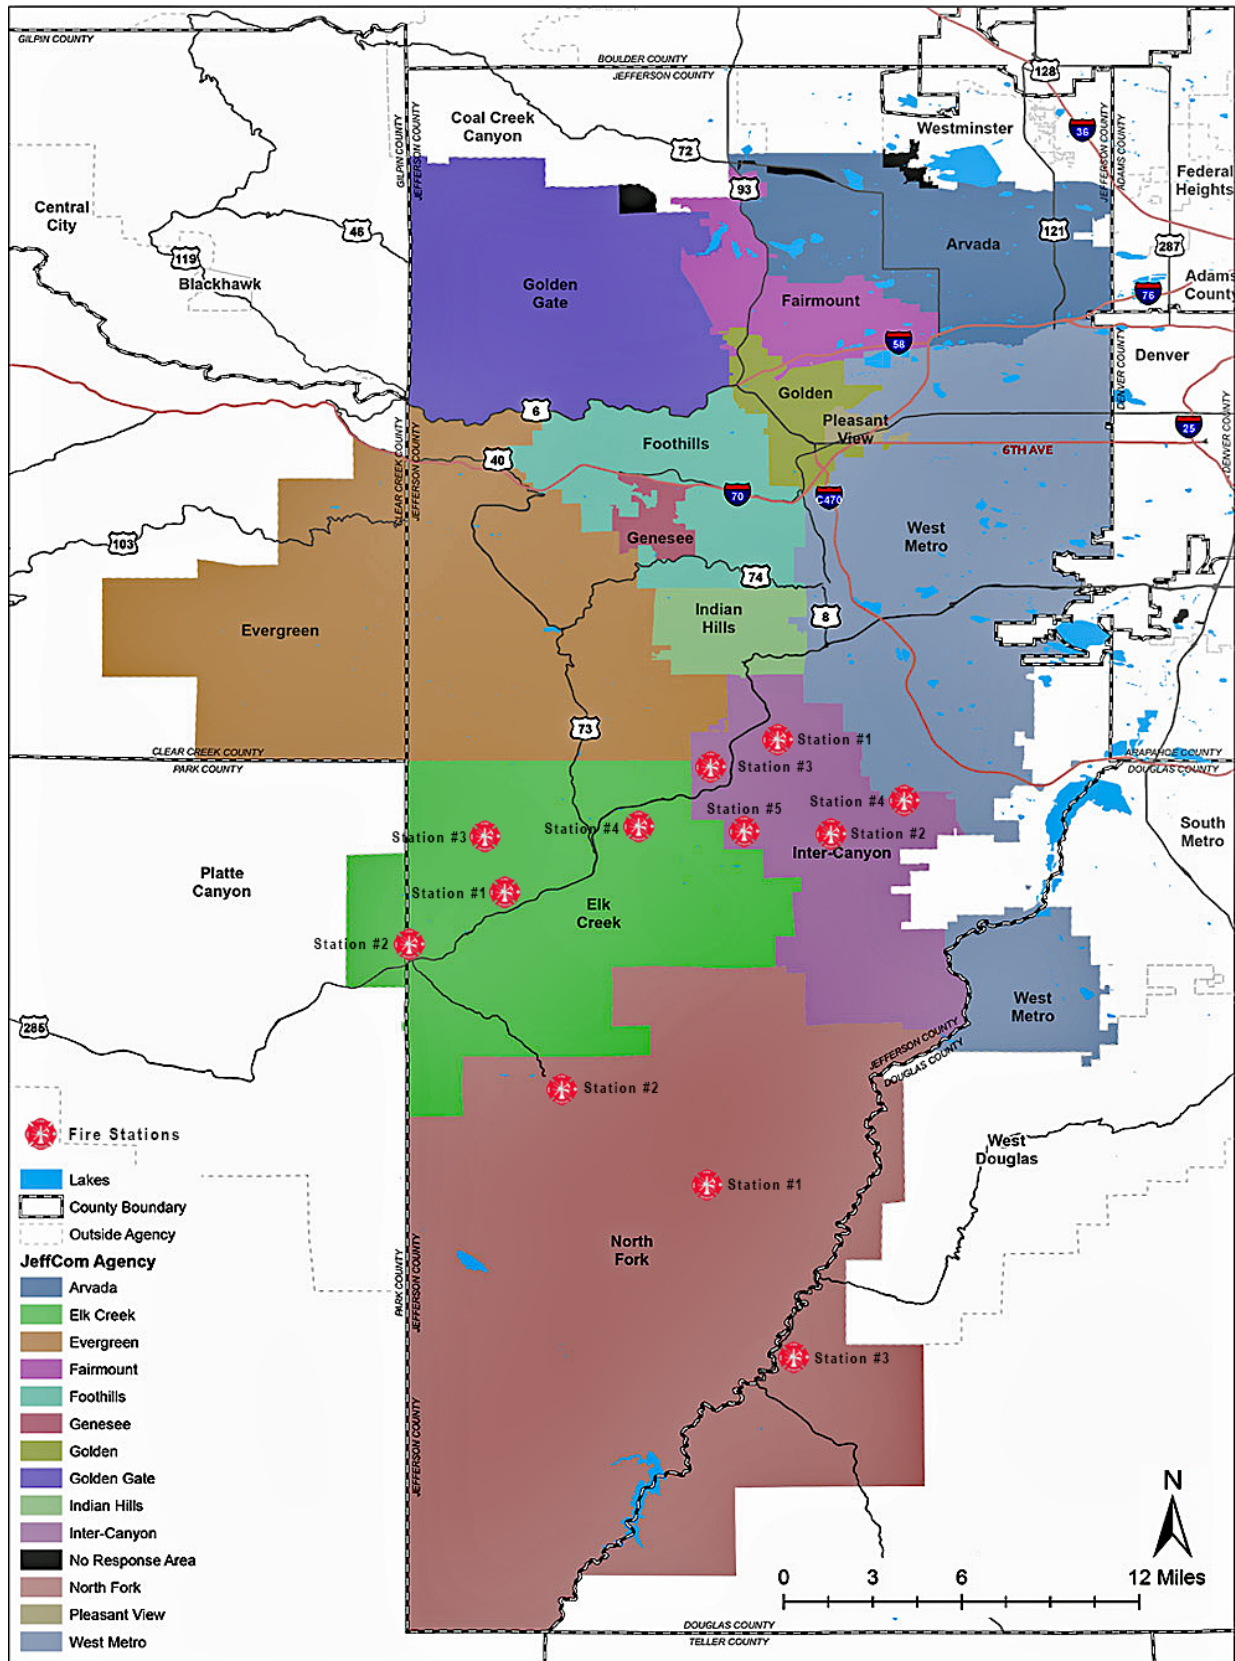 GILPIN COUNTY
BOULDER COUNTY
JEFFERSON COUNTY
128
GILPIN COUNTY
JEFFERSON COUNTY
Coal Creek
Canyon
Westminster
36
JEFFERSON COUNTY
ADAMS COUNTY
72
93
Federal
Heights
Central
City
46
121
287
119
Arvada
Blackhawk
Golden
Gate
Fairmount
Adams
County
76
58
Denver
DENVER COUNTY
Golden
6
Pleasant
View
25
DENVER COUNTY
Foothills
6TH AVE
40
CLEAR CREEK COUNTY
JEFFERSON COUNTY
70
C470
103
Genesee
West
Metro
74
Indian
Hills
8
Evergreen
73
Station #1
CLEAR CREEK COUNTY
PARK COUNTY
ARAPAHOE COUNTY
DOUGLAS COUNTY
Station #3
Station #4
Station #5
Station #4
Station #3
Station #2
Inter-Canyon
South
Metro
Platte
Canyon
Station #1
Elk
Creek
Station #2
West
Metro
285
JEFFERSON COUNTY
DOUGLAS COUNTY
Station #2
West
Douglas
Station #1
North
Fork
PARK COUNTY
JEFFERSON COUNTY
Station #3
JEFFERSON COUNTY
Fire Stations
Lakes
County Boundary
Outside Agency
JeffCom Agency
Arvada
Elk Creek
Evergreen
Fairmount
Foothills
Genesee
Golden
Golden Gate
Indian Hills
Inter-Canyon
No Response Area
North Fork
Pleasant View
West Metro
N
0 3 6 12 Miles
DOUGLAS COUNTY
TELLER COUNTY